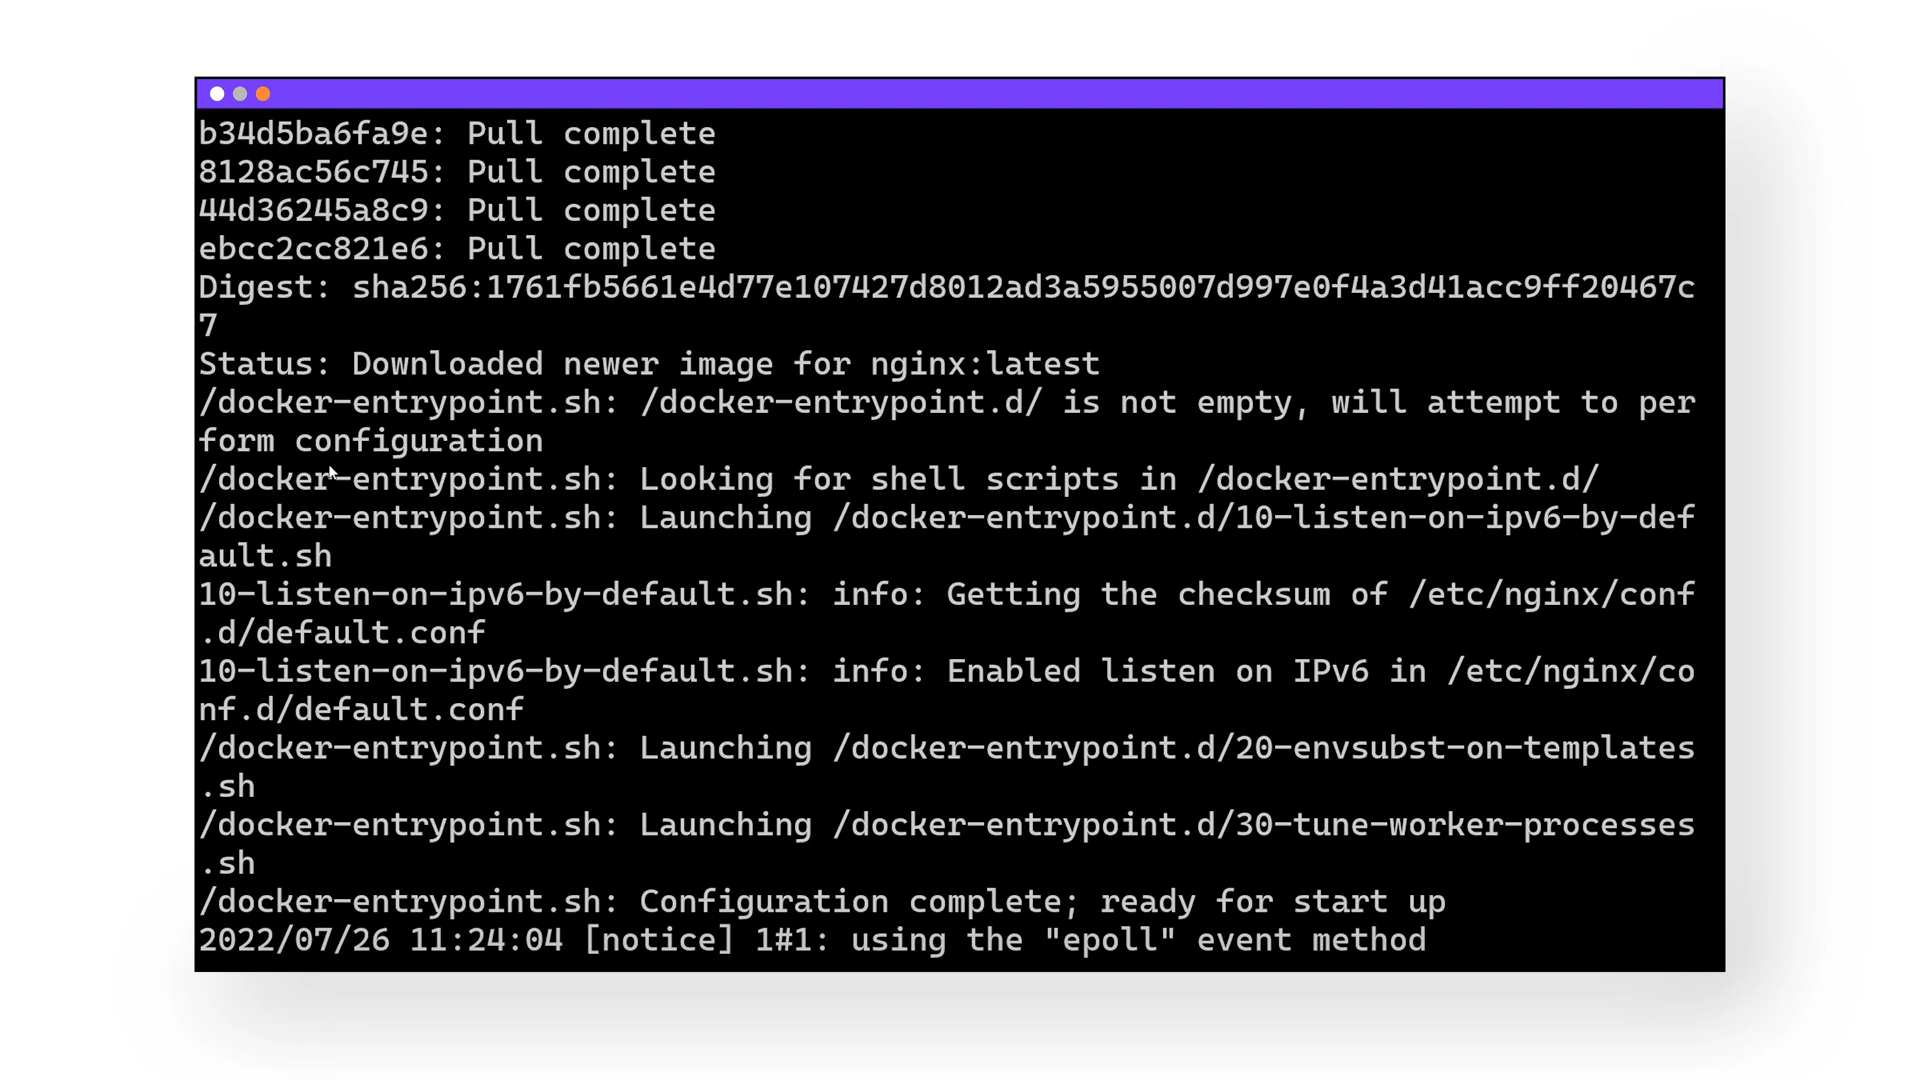 b34d5ba6fa9e: Pull complete
8128ac56c745: Pull complete
44d36245a8c9: Pull complete
ebcc2cc821e6: Pull complete
Digest: sha256:1761fb5661e4d77e107427d8012ad3a5955007d997e0f4a3d41acc9ff20467c
7
Status: Downloaded newer image for nginx:latest
/docker-entrypoint.sh: /docker-entrypoint.d/ is not empty, will attempt to per
form configuration
/docker-entrypoint.sh: Looking for shell scripts in /docker-entrypoint.d/
/docker-entrypoint.sh: Launching /docker-entrypoint.d/10-listen-on-ipv6-by-def
ault.sh
10-listen-on-ipv6-by-default.sh: info: Getting the checksum of /etc/nginx/conf
.d/default.conf
10-listen-on-ipv6-by-default.sh: info: Enabled listen on IPv6 in /etc/nginx/co
nf.d/default.conf
/docker-entrypoint.sh: Launching /docker-entrypoint.d/20-envsubst-on-templates
.sh
/docker-entrypoint.sh: Launching /docker-entrypoint.d/30-tune-worker-processes
.sh
/docker-entrypoint.sh: Configuration complete; ready for start up
2022/07/26 11:24:04 [notice] 1#1: using the "epoll" event method